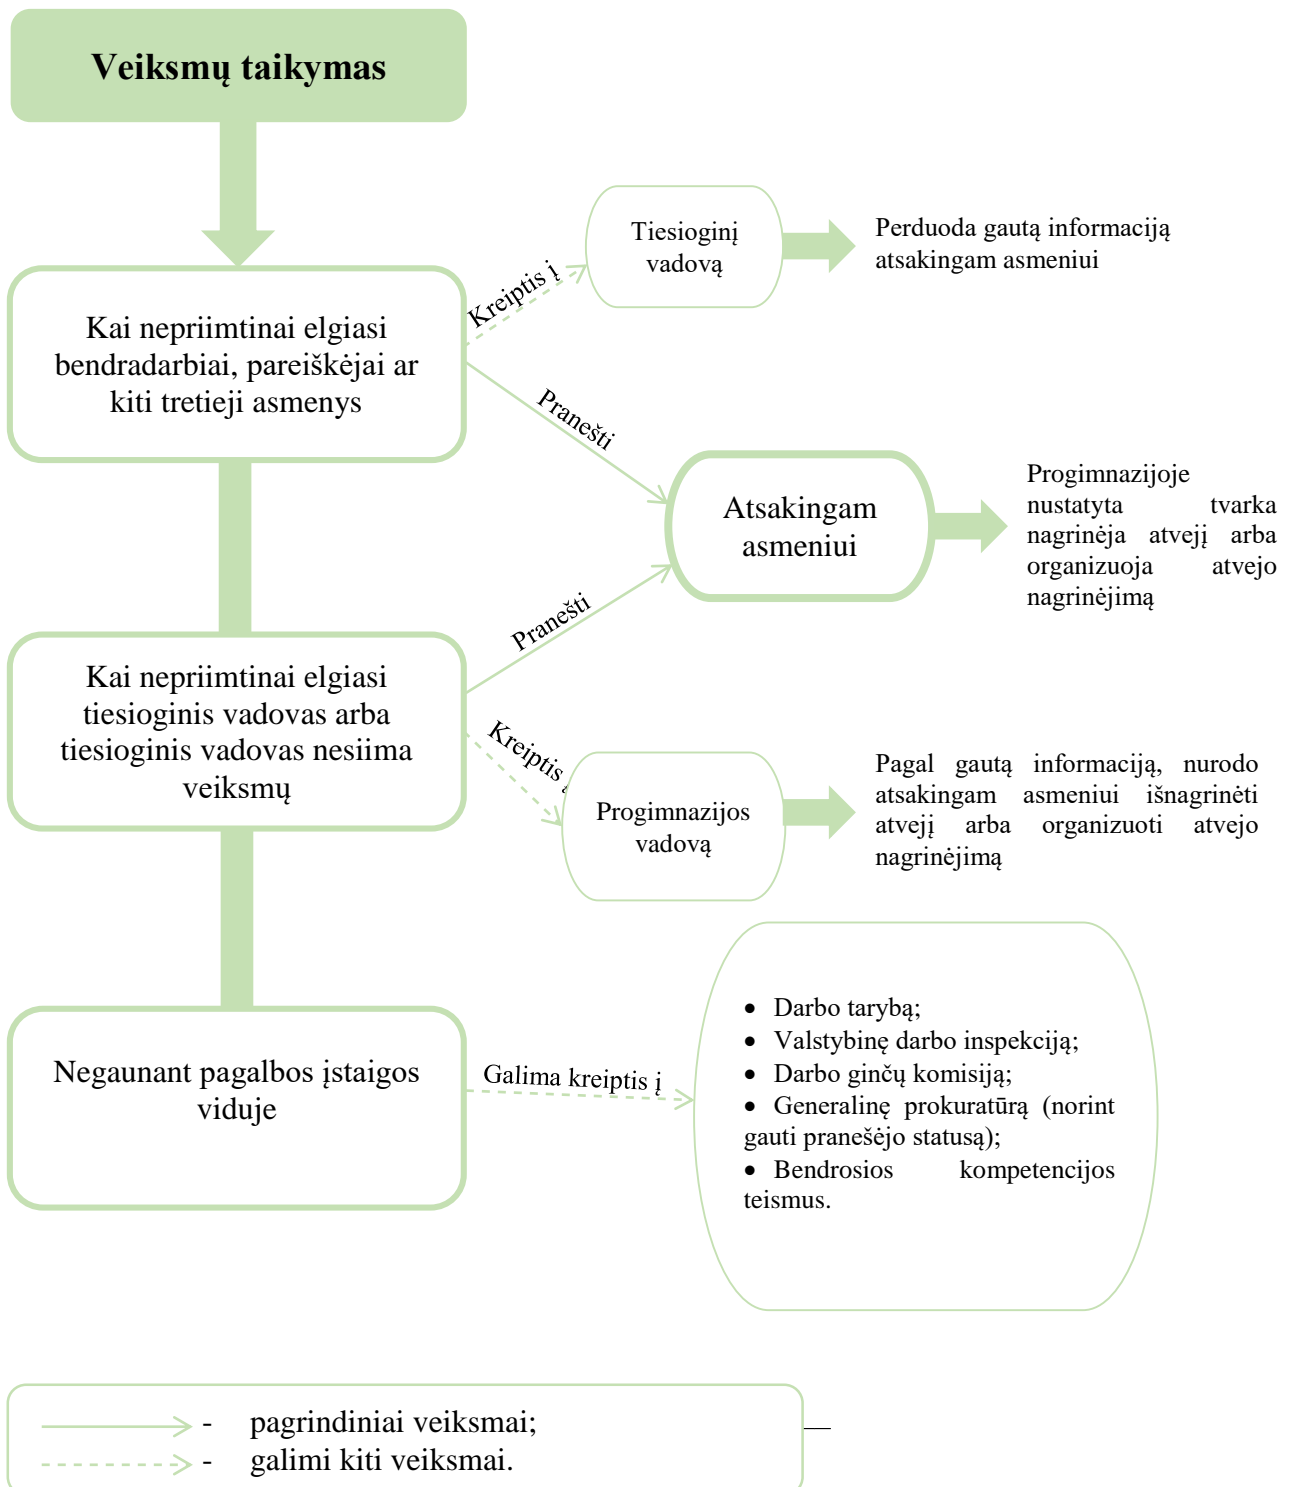 Veiksmų taikymas
Kreiptis į
Tiesioginį
vadovą
Perduoda gautą informaciją
atsakingam asmeniui
Kai nepriimtinai elgiasi
bendradarbiai, pareiškėjai ar
kiti tretieji asmenys
Pranešti
Atsakingam
asmeniui
Progimnazijoje
nustatyta tvarka
nagrinėja atvejį arba
organizuoja atvejo
nagrinėjimą
Pranešti
Kai nepriimtinai elgiasi
tiesioginis vadovas arba
tiesioginis vadovas nesiima
veiksmų
Kreiptis į
Progimnazijos
vadovą
Pagal gautą informaciją, nurodo
atsakingam asmeniui išnagrinėti
atvejį arba organizuoti atvejo
nagrinėjimą
Negaunant pagalbos įstaigos
viduje
Galima kreiptis į
• Darbo tarybą;
• Valstybinę darbo inspekciją;
• Darbo ginčų komisiją;
• Generalinę prokuratūrą (norint
gauti pranešėjo statusą);
• Bendrosios kompetencijos
teismus.
- pagrindiniai veiksmai;
- galimi kiti veiksmai.